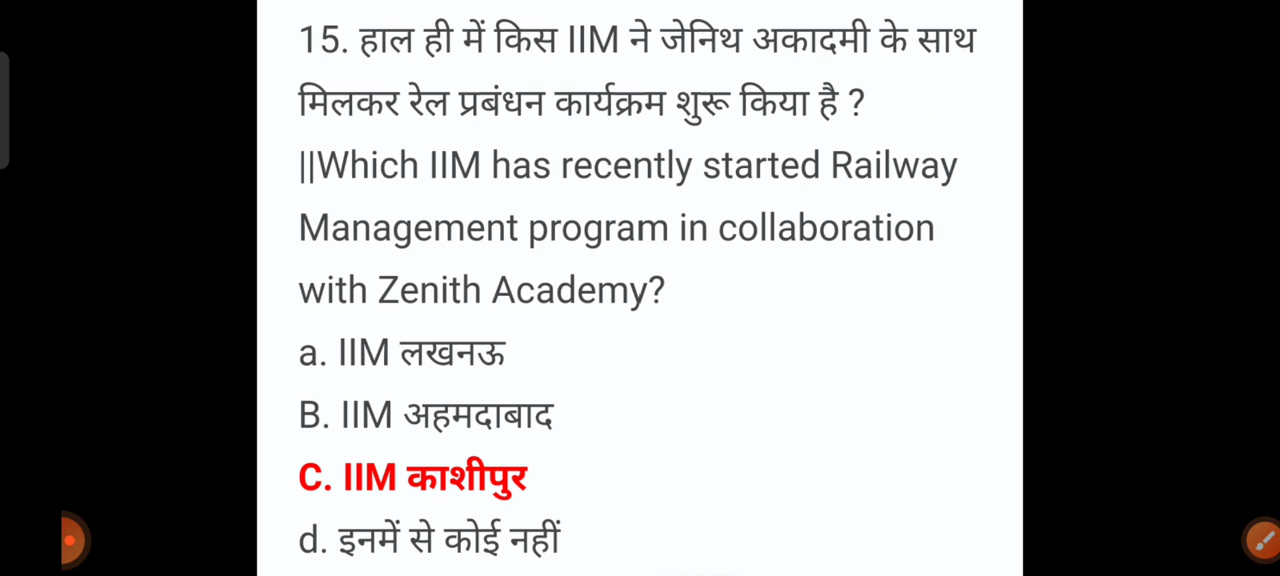 15. हाल ही में किस IIM ने जेनिथ अकादमी के साथ
मिलकर रेल प्रबंधन कार्यक्रम शुरू किया है ?
||Which IIM has recently started Railway
Management program in collaboration
with Zenith Academy?
a. IIM लखनऊ
B. IIM अहमदाबाद
C. IIM काशीपुर
d. इनमें से कोई नहीं